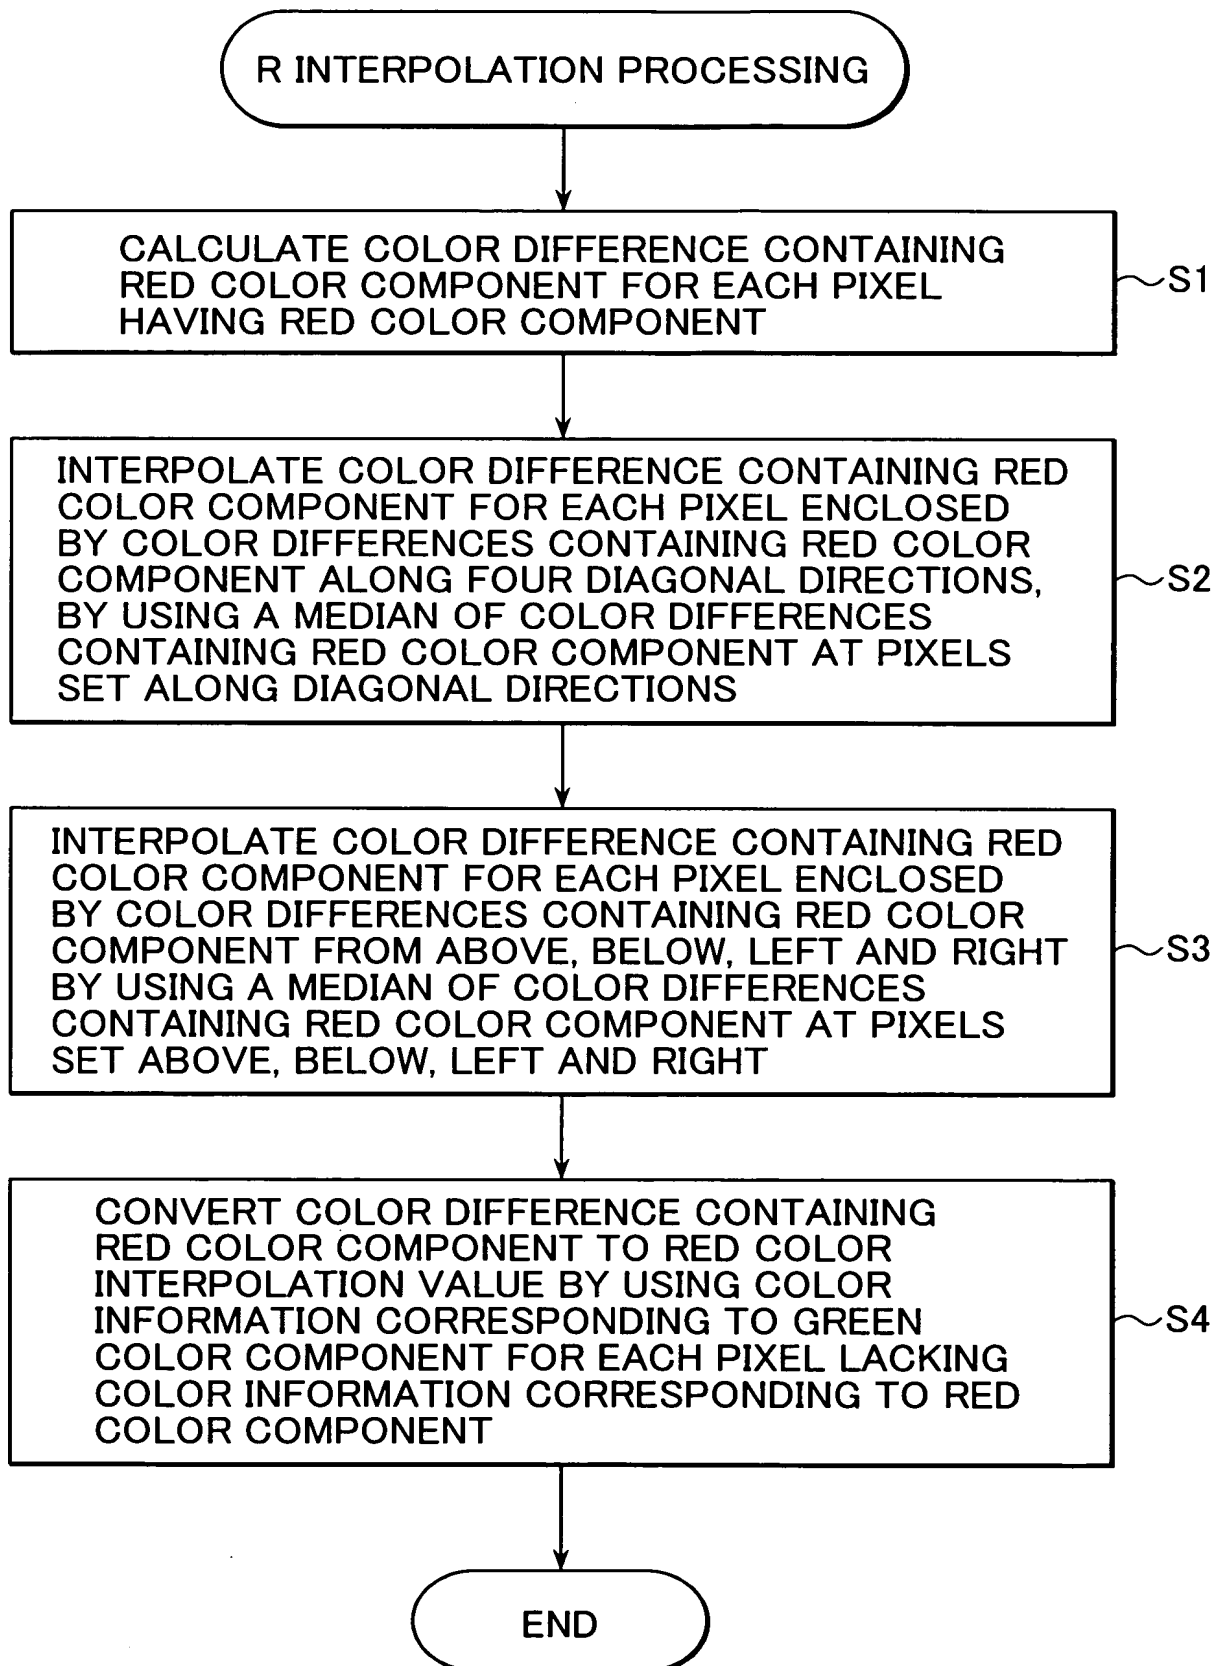 R INTERPOLATION PROCESSING
CALCULATE COLOR DIFFERENCE CONTAINING
RED COLOR COMPONENT FOR EACH PIXEL
HAVING RED COLOR COMPONENT
S1
INTERPOLATE COLOR DIFFERENCE CONTAINING RED
COLOR COMPONENT FOR EACH PIXEL ENCLOSED
BY COLOR DIFFERENCES CONTAINING RED COLOR
COMPONENT ALONG FOUR DIAGONAL DIRECTIONS,
BY USING A MEDIAN OF COLOR DIFFERENCES
CONTAINING RED COLOR COMPONENT AT PIXELS
SET ALONG DIAGONAL DIRECTIONS
S2
INTERPOLATE COLOR DIFFERENCE CONTAINING RED
COLOR COMPONENT FOR EACH PIXEL ENCLOSED
BY COLOR DIFFERENCES CONTAINING RED COLOR
COMPONENT FROM ABOVE, BELOW, LEFT AND RIGHT
BY USING A MEDIAN OF COLOR DIFFERENCES
CONTAINING RED COLOR COMPONENT AT PIXELS
SET ABOVE, BELOW, LEFT AND RIGHT
S3
CONVERT COLOR DIFFERENCE CONTAINING
RED COLOR COMPONENT TO RED COLOR
INTERPOLATION VALUE BY USING COLOR
INFORMATION CORRESPONDING TO GREEN
COLOR COMPONENT FOR EACH PIXEL LACKING
COLOR INFORMATION CORRESPONDING TO RED
COLOR COMPONENT
S4
END